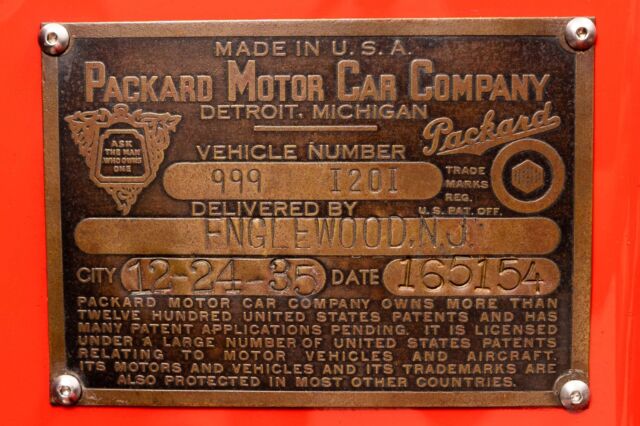 MADE IN U.S.A.
PACKARD MOTOR CAR COMPANY
DETROIT, MICHIGAN
Packard
ASK
THE MAN
WHO OWNS
ONE
VEHICLE NUMBER
999 1201
TRADE
MARKS
REG.
U.S. PAT. OFF.
DELIVERED BY
ENGLEWOOD.N.J.
CITY 12-24-35 DATE 165154
PACKARD MOTOR CAR COMPANY OWNS MORE THAN
TWELVE HUNDRED UNITED STATES PATENTS AND HAS
MANY PATENT APPLICATIONS PENDING. IT IS LICENSED
UNDER A LARGE NUMBER OF UNITED STATES PATENTS
RELATING TO MOTOR VEHICLES AND AIRCRAFT.
ITS MOTORS AND VEHICLES AND ITS TRADEMARKS ARE
ALSO PROTECTED IN MOST OTHER COUNTRIES.